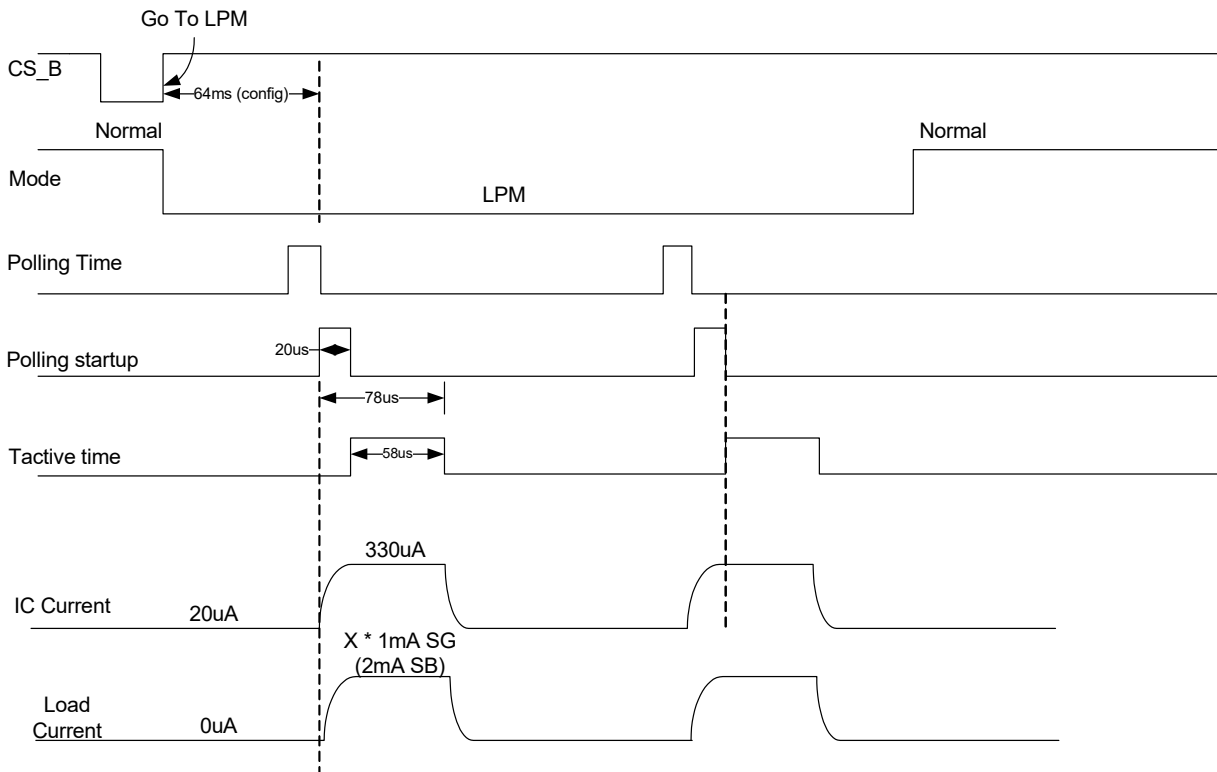 Go To LPM
CS_B
64ms (config)
Normal
Normal
Mode
LPM
Polling Time
20us
Polling startup
78us
Tactive time
58us
330uA
IC Current
20uA
X * 1mA SG
(2mA SB)
Load
Current
0uA